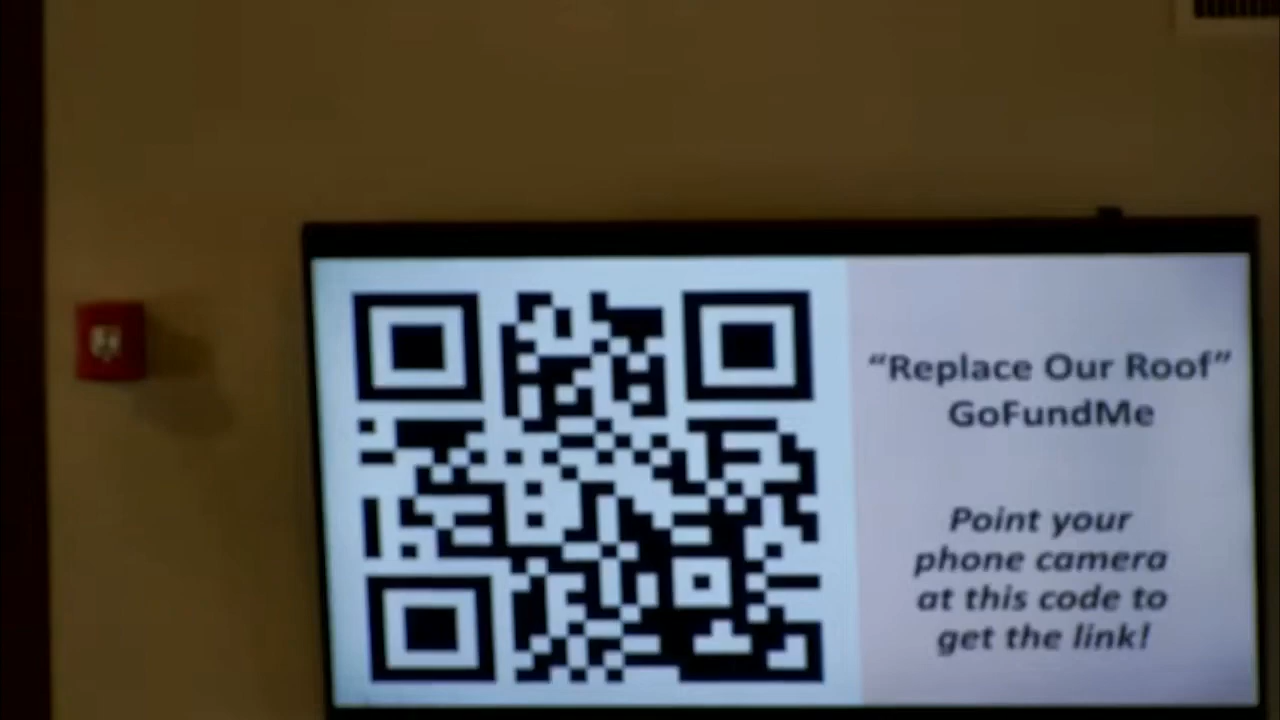 “Replace Our Roof”
GoFundMe
Point your
phone camera
at this code to
get the link!